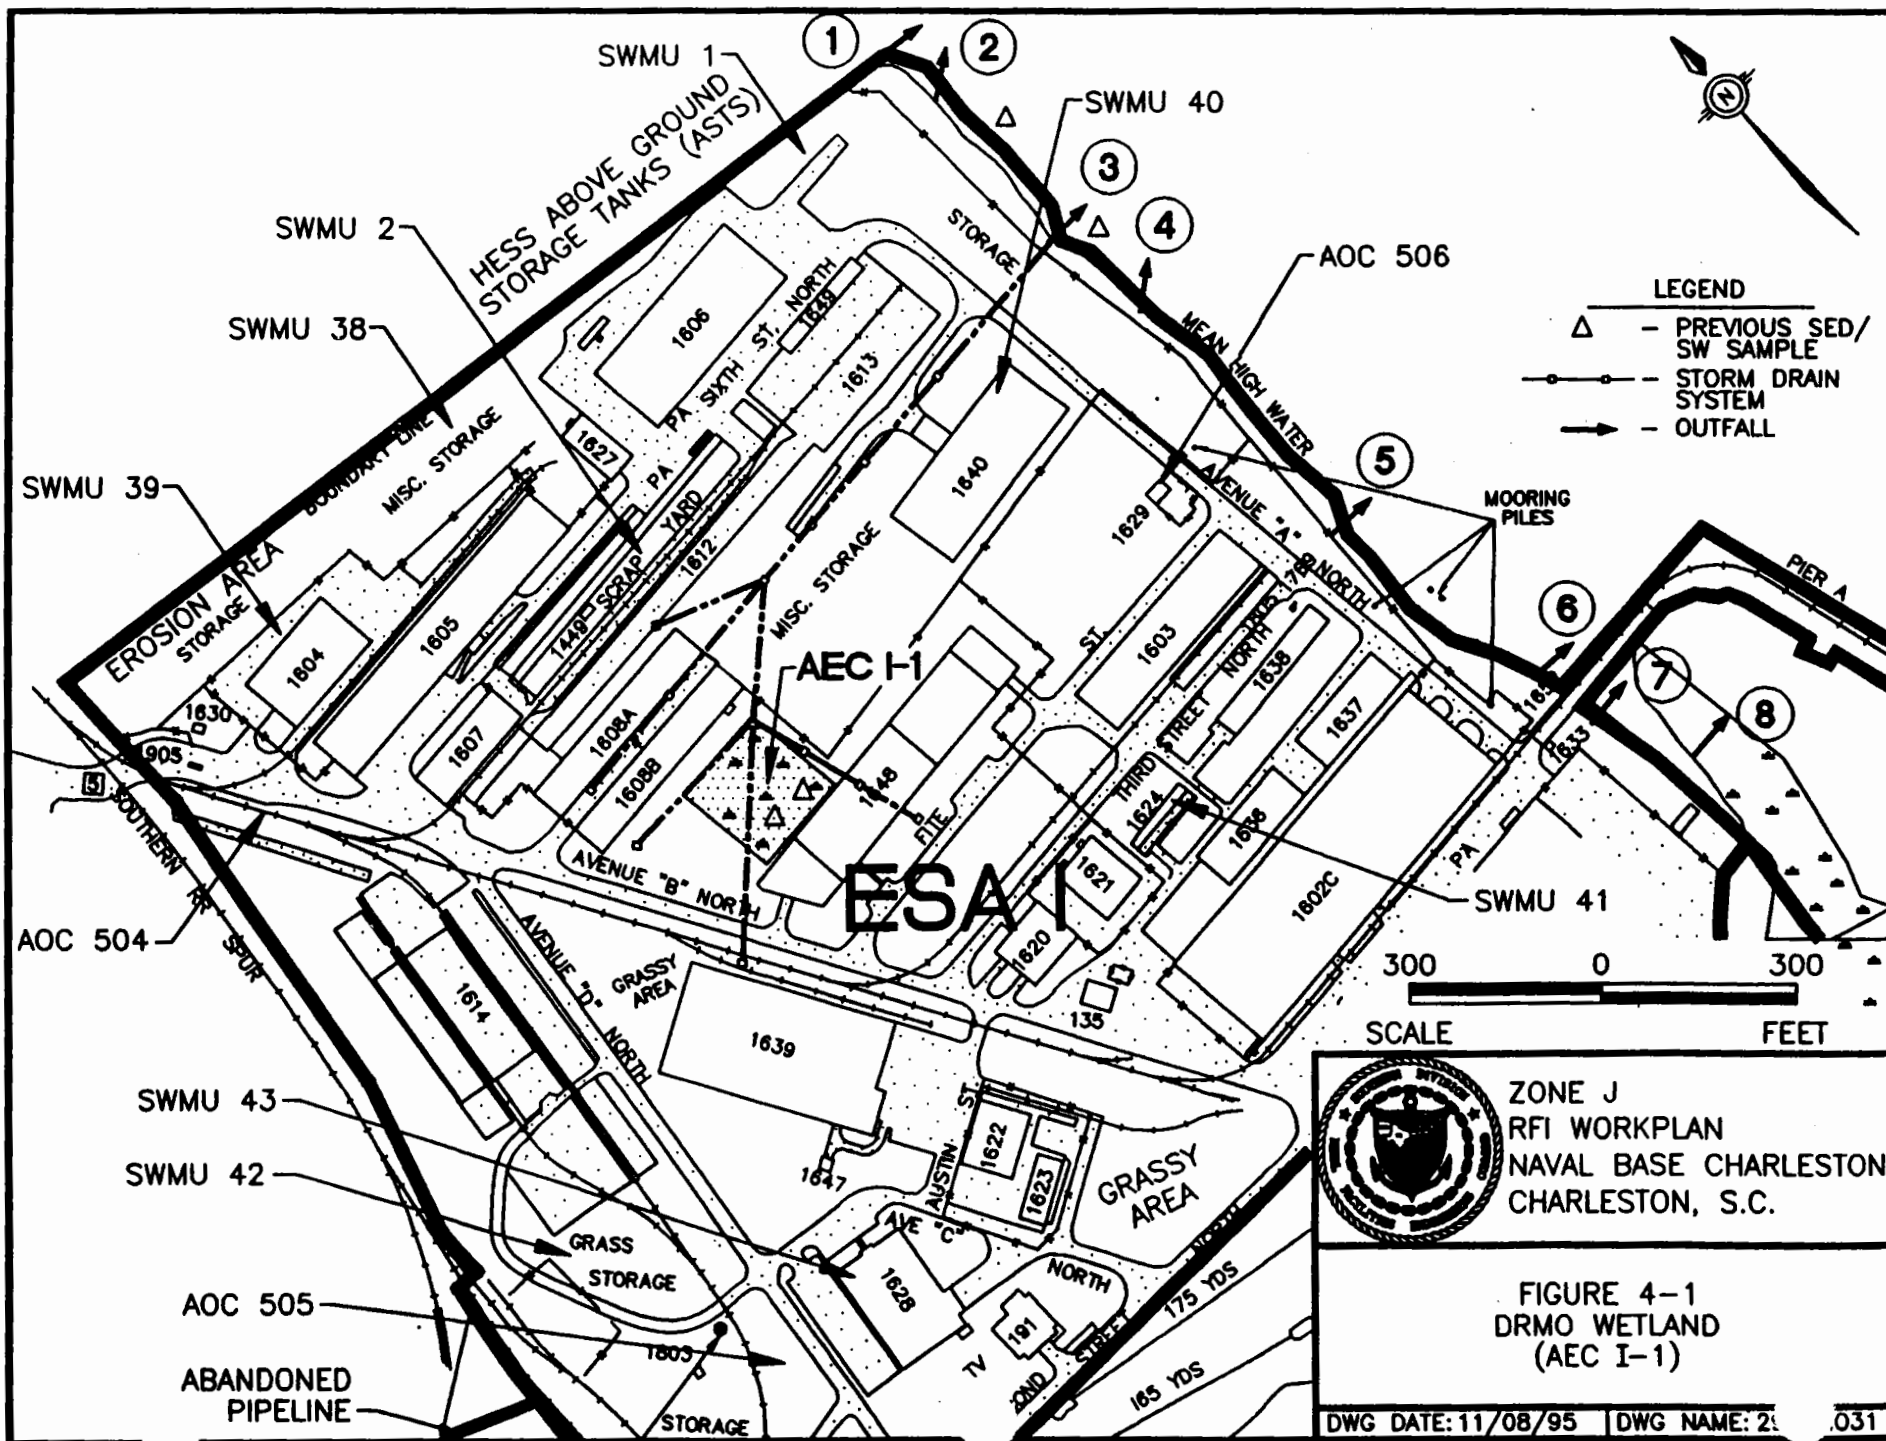 1
2
SWMU 1
HESS ABOVE GROUND
STORAGE TANKS (ASTS)
SWMU 40
3
4
N
SWMU 2
STORAGE
AOC 506
SWMU 38
1606
PA SIXTH ST. NORTH
1649
1613
MEAN HIGH WATER
LEGEND
△ – PREVIOUS SED/
SW SAMPLE
– STORM DRAIN
SYSTEM
– OUTFALL
BOUNDARY LINE
MISC. STORAGE
1627
PA
SWMU 39
1640
5
AVENUE "A" NORTH
1629
MOORING
PILES
SCRAP YARD
1612
1449
MISC. STORAGE
EROSION AREA
STORAGE
1604
1605
PIER A
6
ST.
1603
THIRD STREET NORTH
1638
1637
AEC I-1
7
8
1630
905
5
1607
1608A
1608B
1648
1633
FITE
1624
1621
1602C
PA
SOUTHERN RR SPUR
AVENUE "B" NORTH
ESA I
SWMU 41
AOC 504
AVENUE "D" NORTH
GRASSY
AREA
1620
135
300 0 300
SCALE FEET
1614
1639
SWMU 43
AUSTIN ST
1622
1623
1647
SWMU 42
GRASSY
AREA
AVE "C"
NORTH
NORTH
GRASS
STORAGE
1628
175 YDS
AOC 505
191
STREET
1803
TV
165 YDS
ABANDONED
PIPELINE
STORAGE
ZONE J
RFI WORKPLAN
NAVAL BASE CHARLESTON
CHARLESTON, S.C.
FIGURE 4-1
DRMO WETLAND
(AEC I-1)
DWG DATE: 11/08/95 DWG NAME: 29 .031